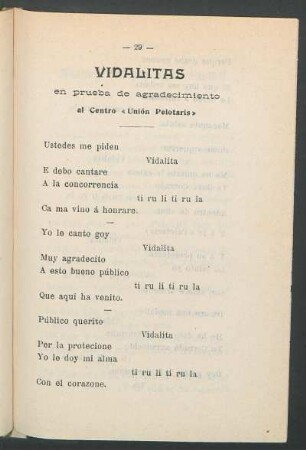 — 29 —
VIDALITAS
en prueba de agradecimiento
al Centro «Unión Pelotaris»
Ustedes me piden
Vidalita
E debo cantare
A la concorrencia
ti ru li ti ru la
Ca ma vino á honrare.
Yo le canto goy
Vidalita
Muy agradecito
A esto bueno público
ti ru li ti ru la
Que aquí ha venito.
Público querito
Vidalita
Per la protecione
Yo le doy mi alma
ti ru li ti ru la
Con el corazone.